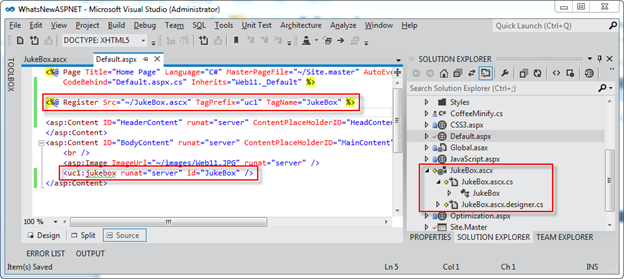 WhatsNewASPNET - Microsoft Visual Studio (Administrator)
File Edit View Project Build Team SQL Tools Unit Test Architecture Analyze Window Help
Quick Launch (Ctrl+Q)
DOCTYPE: XHTML5
TOOLBOX
JukeBox.ascx Default.aspx
<%@ Page Title="Home Page" Language="C#" MasterPageFile="~/Site.master" AutoEve
CodeBehind="Default.aspx.cs" Inherits="Web11._Default" %>
<%@ Register Src="~/JukeBox.ascx" TagPrefix="uc1" TagName="JukeBox" %>
<asp:Content ID="HeaderContent" runat="server" ContentPlaceHolderID="HeadConten
</asp:Content>
<asp:Content ID="BodyContent" runat="server" ContentPlaceHolderID="MainContent"
<br />
<asp:Image ImageUrl="~/images/Web11.JPG" runat="server" />
<uc1:jukebox runat="server" id="JukeBox" />
</asp:Content>
100 %
Design Split Source
SOLUTION EXPLORER
Search Solution Explorer (Ctrl+;)
Styles
CoffeeMinify.cs
CSS3.aspx
Default.aspx
Global.asax
JavaScript.aspx
JukeBox.ascx
JukeBox.ascx.cs
JukeBox
JukeBox.ascx.designer.cs
Optimization.aspx
Site.Master
PROPERTIES SOLUTION EXPLORER TEAM EXPLORER
ERROR LIST OUTPUT
Item(s) Saved Ln 5 Col 1 Ch 1 INS